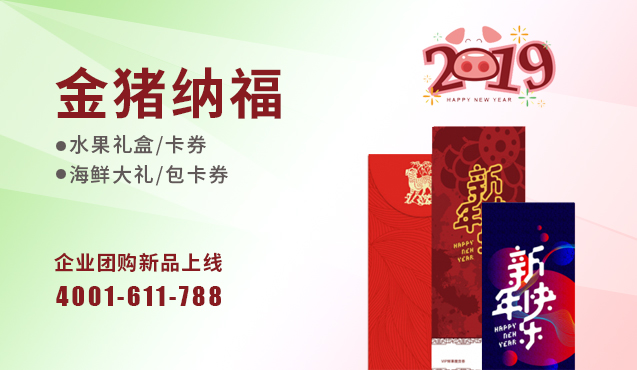 金猪纳福
●水果礼盒/卡券
●海鲜大礼/包卡券
企业团购新品上线
4001-611-788
2019
HAPPY NEW YEAR
新年快乐
HAPPY
NEW
YEAR
新年快乐
HAPPY
NEW
YEAR